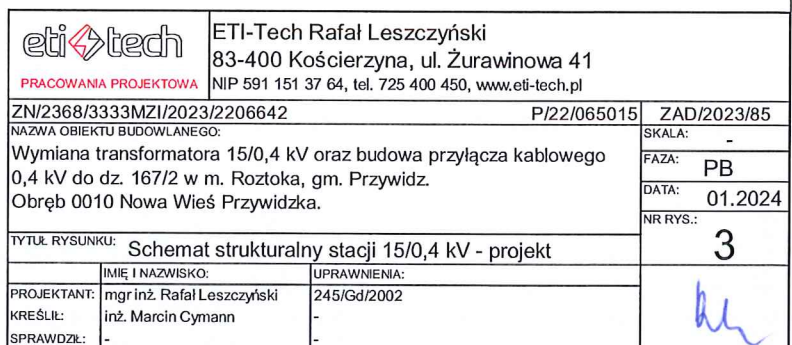 eti tech
PRACOWANIA PROJEKTOWA
ETI-Tech Rafał Leszczyński
83-400 Kościerzyna, ul. Żurawinowa 41
NIP 591 151 37 64, tel. 725 400 450, www.eti-tech.pl
ZN/2368/3333MZI/2023/2206642 P/22/065015 ZAD/2023/85
NAZWA OBIEKTU BUDOWLANEGO:
Wymiana transformatora 15/0,4 kV oraz budowa przyłącza kablowego
0,4 kV do dz. 167/2 w m. Roztoka, gm. Przywidz.
Obręb 0010 Nowa Wieś Przywidzka.
SKALA: -
FAZA: PB
DATA: 01.2024
NR RYS.:
3
TYTUŁ RYSUNKU: Schemat strukturalny stacji 15/0,4 kV - projekt
IMIĘ I NAZWISKO: UPRAWNIENIA:
PROJEKTANT: mgr inż. Rafał Leszczyński 245/Gd/2002
KREŚLIŁ: inż. Marcin Cymann -
SPRAWDZIŁ: - -